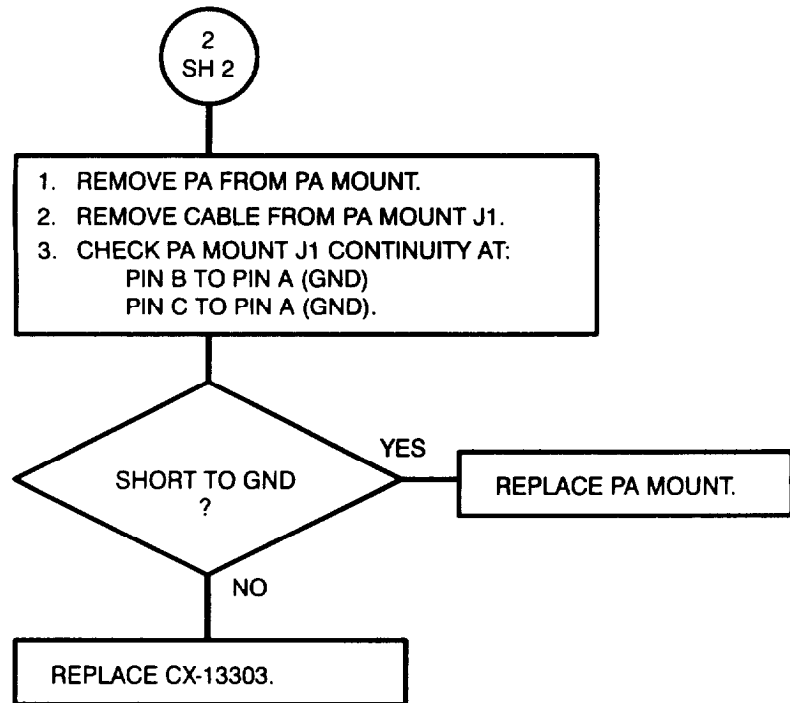 2
SH 2
1. REMOVE PA FROM PA MOUNT.
2. REMOVE CABLE FROM PA MOUNT J1.
3. CHECK PA MOUNT J1 CONTINUITY AT:
PIN B TO PIN A (GND)
PIN C TO PIN A (GND).
SHORT TO GND
?
YES
REPLACE PA MOUNT.
NO
REPLACE CX-13303.